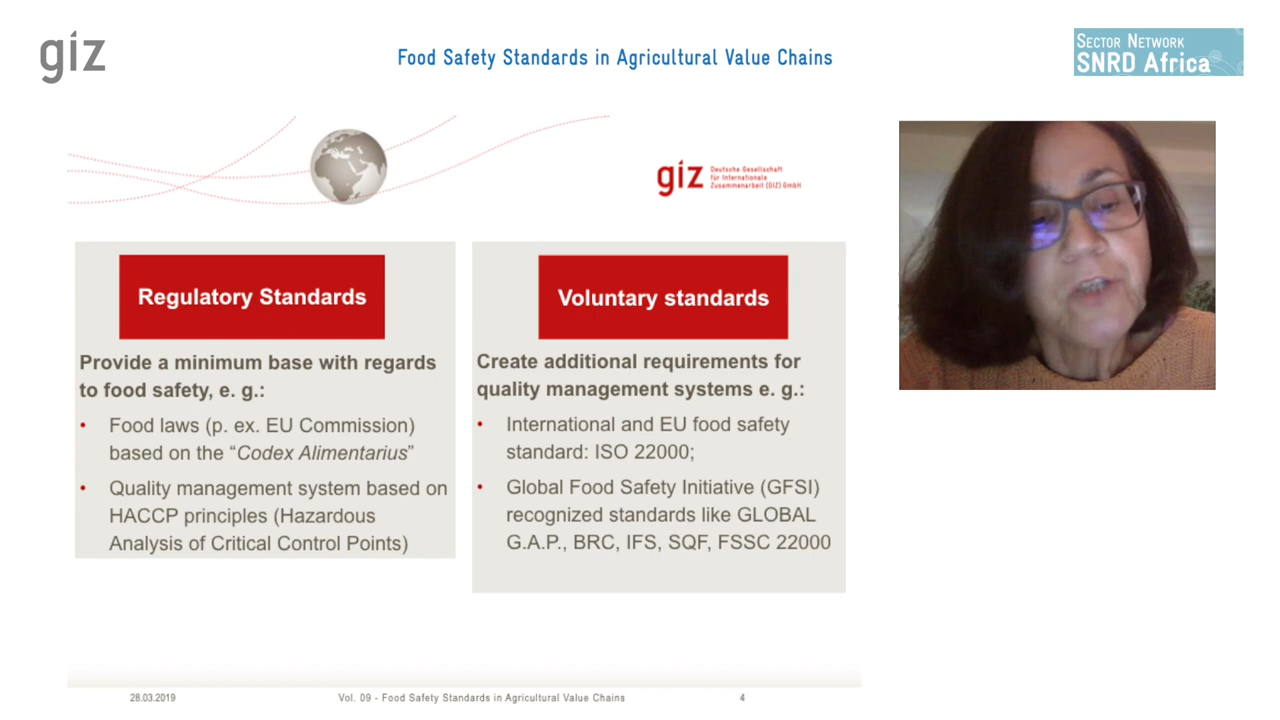 giz
Food Safety Standards in Agricultural Value Chains
Sector Network
SNRD Africa
giz
Deutsche Gesellschaft
für Internationale
Zusammenarbeit (GIZ) GmbH
Regulatory Standards
Provide a minimum base with regards
to food safety, e. g.:
• Food laws (p. ex. EU Commission)
based on the “Codex Alimentarius”
• Quality management system based on
HACCP principles (Hazardous
Analysis of Critical Control Points)
Voluntary standards
Create additional requirements for
quality management systems e. g.:
• International and EU food safety
standard: ISO 22000;
• Global Food Safety Initiative (GFSI)
recognized standards like GLOBAL
G.A.P., BRC, IFS, SQF, FSSC 22000
28.03.2019
Vol. 09 - Food Safety Standards in Agricultural Value Chains
4